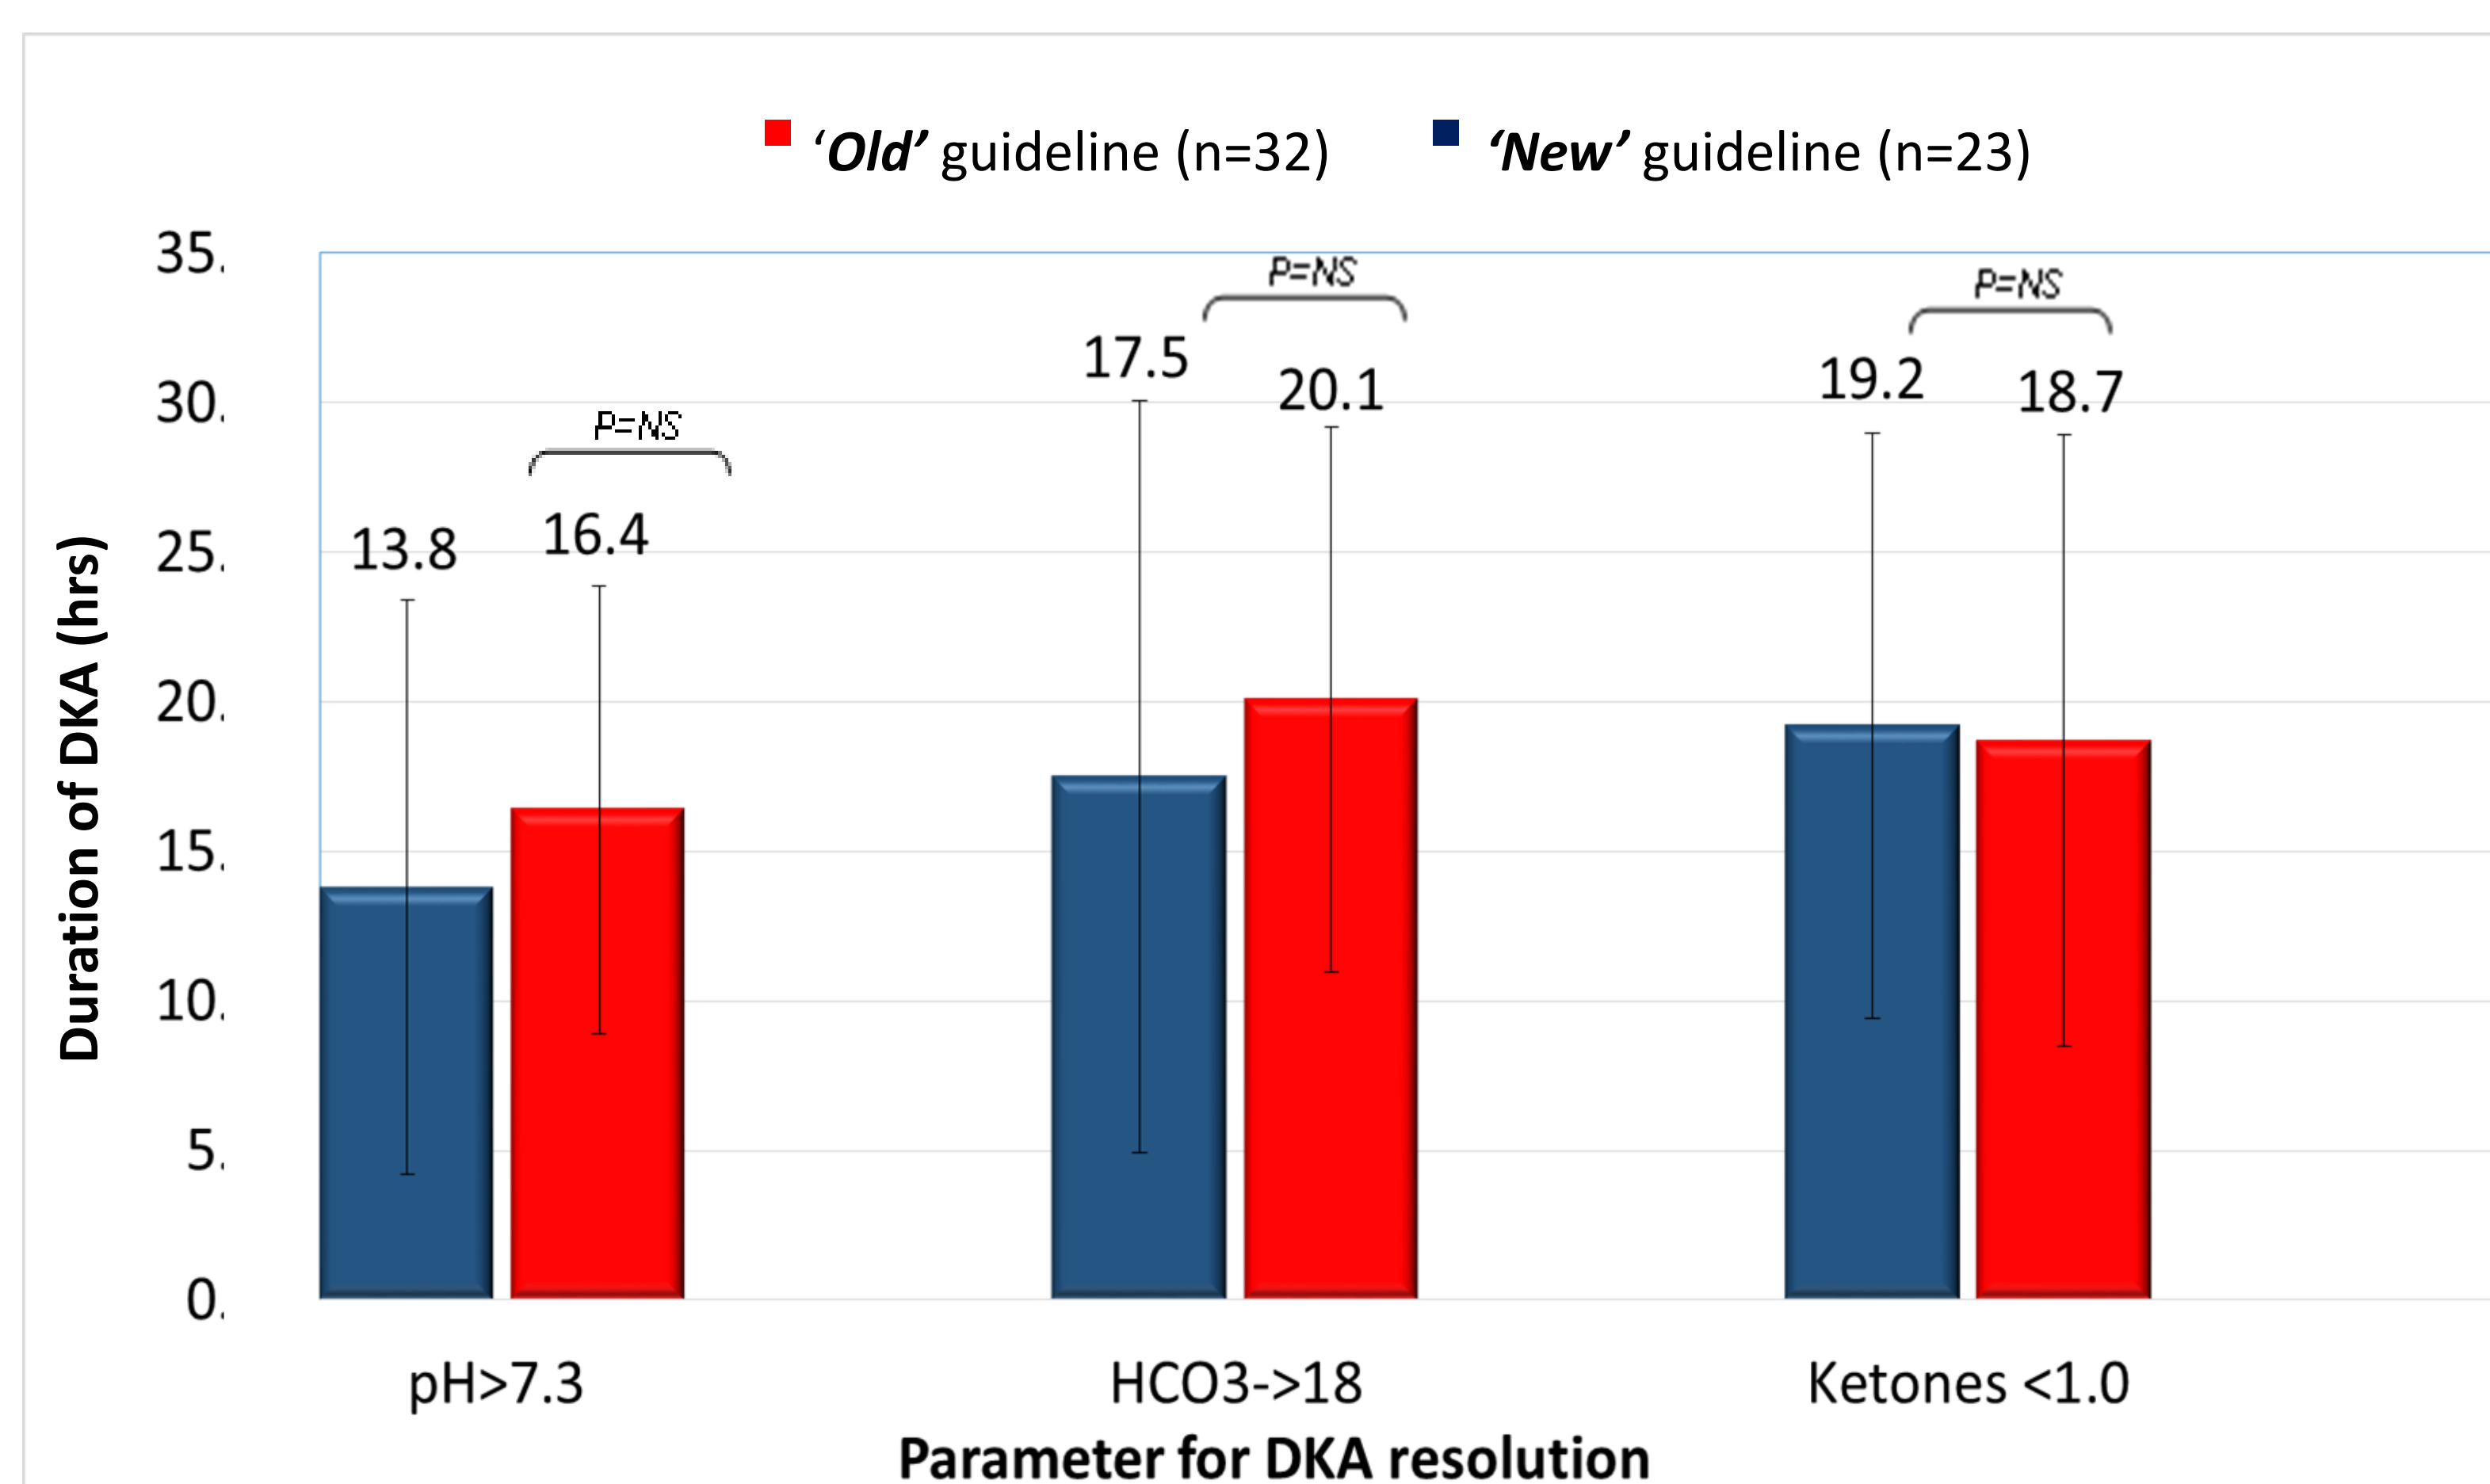 ‘Old’ guideline (n=32) ‘New’ guideline (n=23)
35.
P=NS
P=NS
17.5
20.1
19.2
18.7
30.
P=NS
13.8
16.4
25.
20.
15.
10.
5.
0.
Duration of DKA (hrs)
pH>7.3 HCO3->18 Ketones <1.0
Parameter for DKA resolution